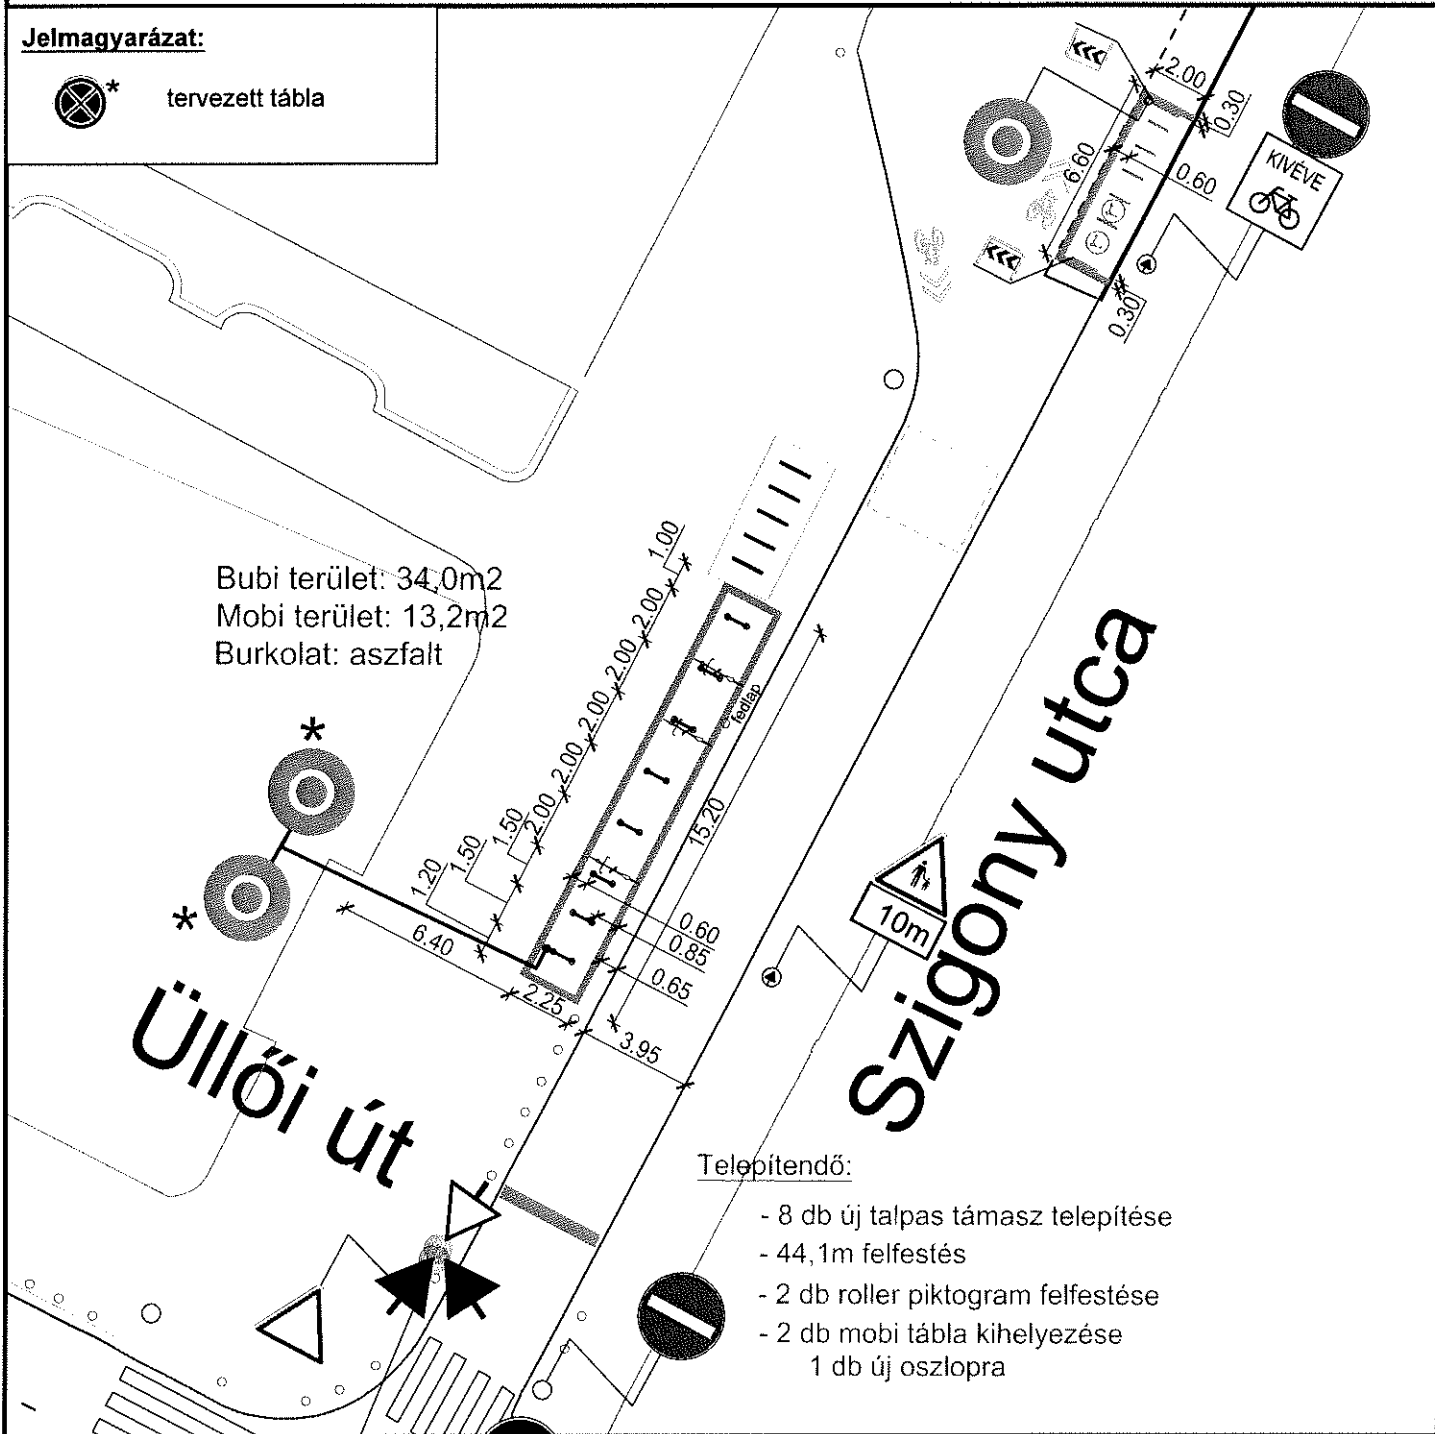 Jelmagyarázat:
*
tervezett tábla
2.00
0.30
6.60
0.60
KIVÉVE
0.30
1.00
Bubi terület: 34,0m2
Mobi terület: 13,2m2
Burkolat: aszfalt
2.00
2.00
2.00
2.00
2.00
1.50
1.50
1.20
fedlap
15.20
*
*
6.40
0.60
0.85
0.65
2.25
3.95
10m
Szigony utca
Üllői út
Telepítendő:
- 8 db új talpas támasz telepítése
- 44,1m felfestés
- 2 db roller piktogram felfestése
- 2 db mobi tábla kihelyezése
1 db új oszlopra